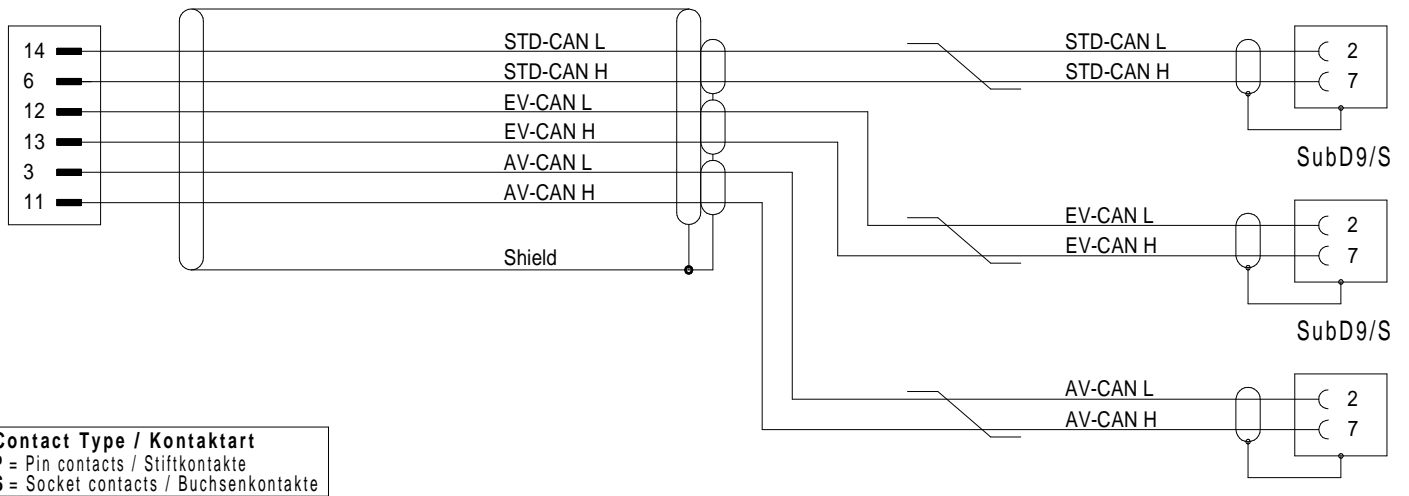 14 STD-CAN L STD-CAN L 2
6 STD-CAN H STD-CAN H 7
12 EV-CAN L
13 EV-CAN H
SubD9/S
3 AV-CAN L
11 AV-CAN H
EV-CAN L 2
EV-CAN H 7
Shield
SubD9/S
AV-CAN L 2
AV-CAN H 7
Contact Type / Kontaktart
P = Pin contacts / Stiftkontakte
S = Socket contacts / Buchsenkontakte